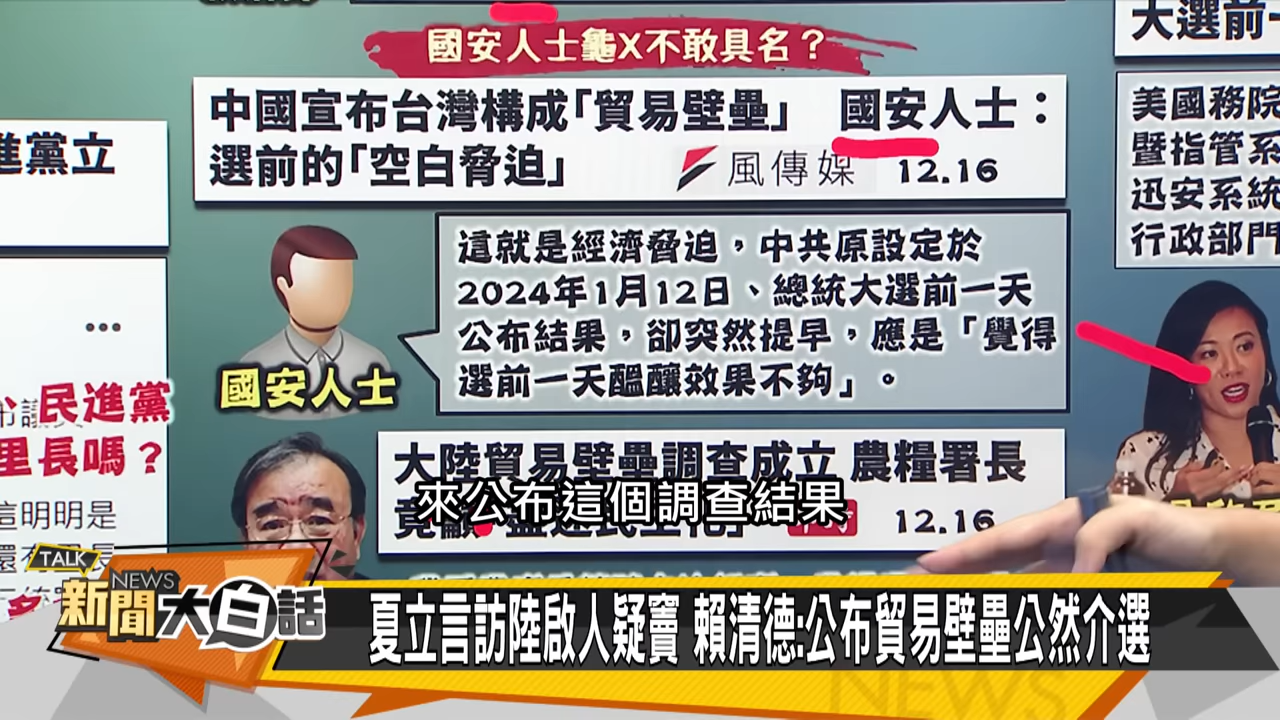 國安人士龜X不敢具名？
大選前一
中國宣布台灣構成「貿易壁壘」 國安人士：
選前的「空白脅迫」 風傳媒 12.16
美國務院
暨指管系
迅安系統
行政部門
進黨立
這就是經濟脅迫，中共原設定於
2024年1月12日、總統大選前一天
公布結果，卻突然提早，應是「覺得
選前一天醞釀效果不夠」。
國安人士
...
民進黨
里長嗎？
這明明是
大陸貿易壁壘調查成立 農糧署長
12.16
來公布這個調查結果
TALK
NEWS
新聞大白話
夏立言訪陸啟人疑竇 賴清德:公布貿易壁壘公然介選
NEWS